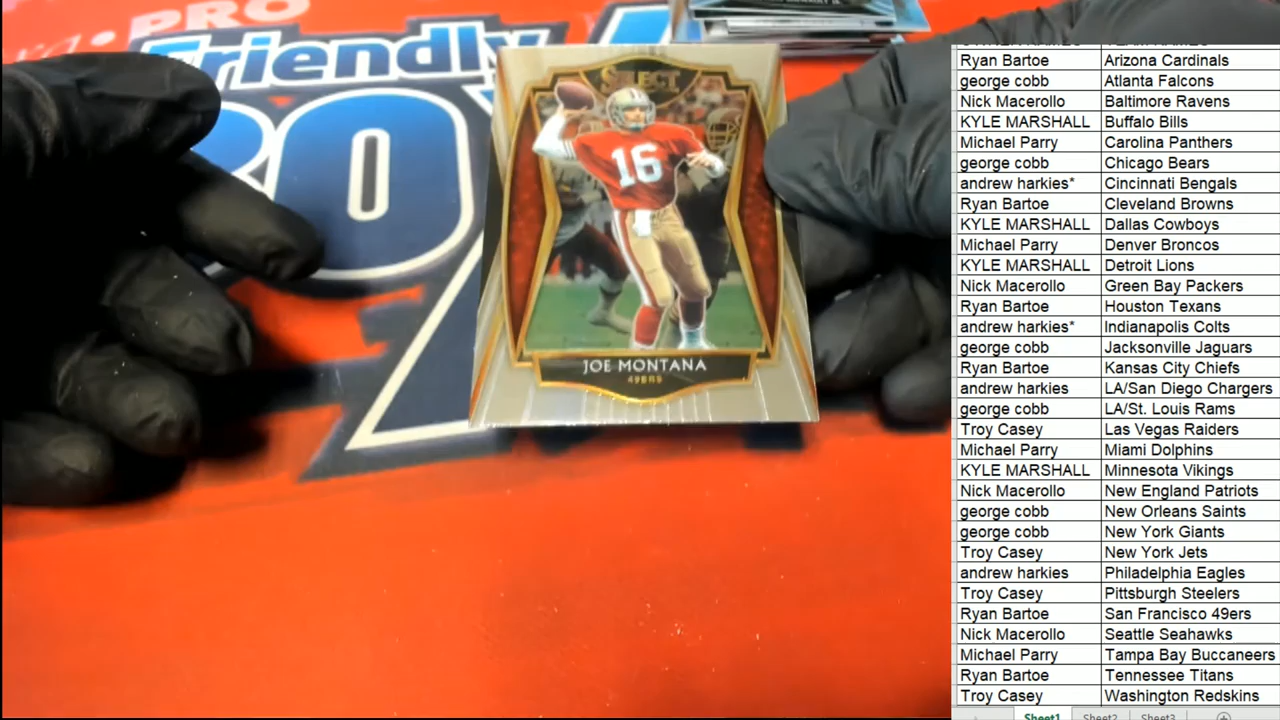 PRO
Friendly
SELECT
16
JOE MONTANA
49ERS
Ryan Bartoe Arizona Cardinals
george cobb Atlanta Falcons
Nick Macerollo Baltimore Ravens
KYLE MARSHALL Buffalo Bills
Michael Parry Carolina Panthers
george cobb Chicago Bears
andrew harkies* Cincinnati Bengals
Ryan Bartoe Cleveland Browns
KYLE MARSHALL Dallas Cowboys
Michael Parry Denver Broncos
KYLE MARSHALL Detroit Lions
Nick Macerollo Green Bay Packers
Ryan Bartoe Houston Texans
andrew harkies* Indianapolis Colts
george cobb Jacksonville Jaguars
Ryan Bartoe Kansas City Chiefs
andrew harkies LA/San Diego Chargers
george cobb LA/St. Louis Rams
Troy Casey Las Vegas Raiders
Michael Parry Miami Dolphins
KYLE MARSHALL Minnesota Vikings
Nick Macerollo New England Patriots
george cobb New Orleans Saints
george cobb New York Giants
Troy Casey New York Jets
andrew harkies Philadelphia Eagles
Troy Casey Pittsburgh Steelers
Ryan Bartoe San Francisco 49ers
Nick Macerollo Seattle Seahawks
Michael Parry Tampa Bay Buccaneers
Ryan Bartoe Tennessee Titans
Troy Casey Washington Redskins
Sheet1 Sheet2 Sheet3